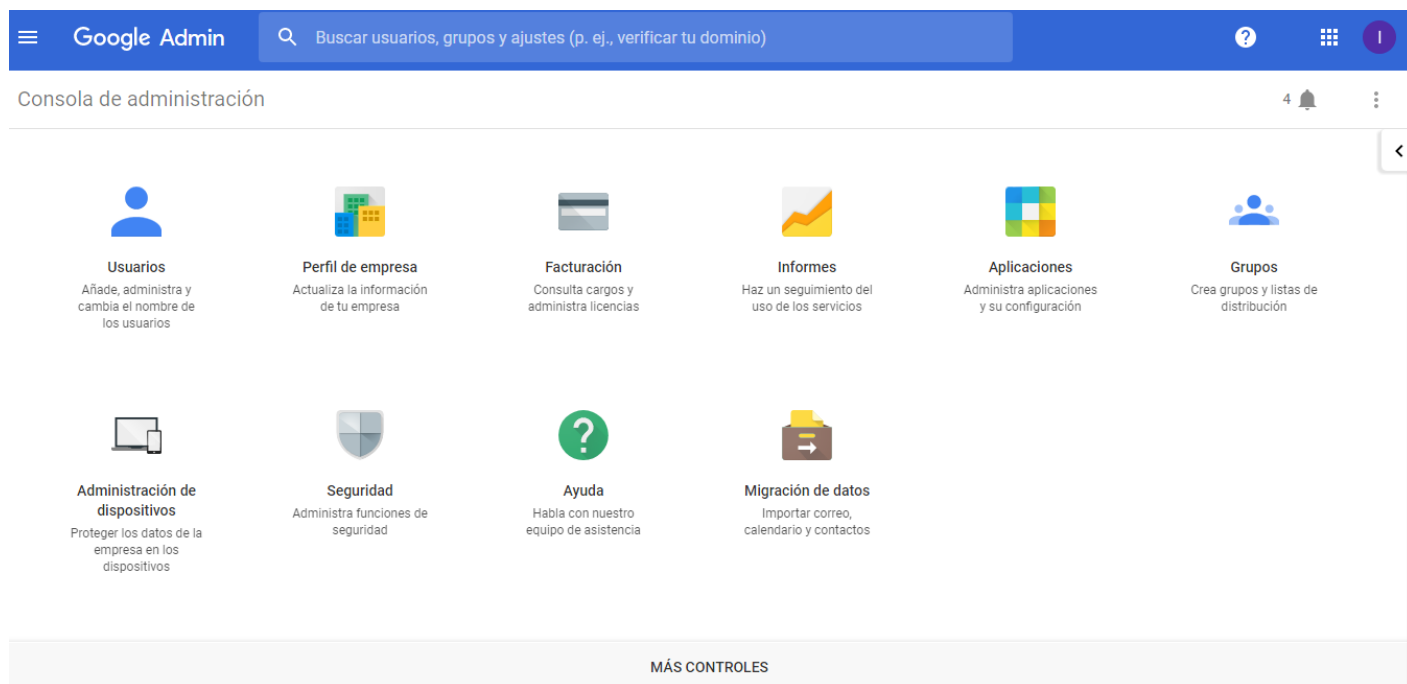 Google Admin
Buscar usuarios, grupos y ajustes (p. ej., verificar tu dominio)
?
I
Consola de administración
4
Usuarios
Añade, administra y
cambia el nombre de
los usuarios
Perfil de empresa
Actualiza la información
de tu empresa
Facturación
Consulta cargos y
administra licencias
Informes
Haz un seguimiento del
uso de los servicios
Aplicaciones
Administra aplicaciones
y su configuración
Grupos
Crea grupos y listas de
distribución
Administración de
dispositivos
Proteger los datos de la
empresa en los
dispositivos
Seguridad
Administra funciones de
seguridad
?
Ayuda
Habla con nuestro
equipo de asistencia
Migración de datos
Importar correo,
calendario y contactos
MÁS CONTROLES